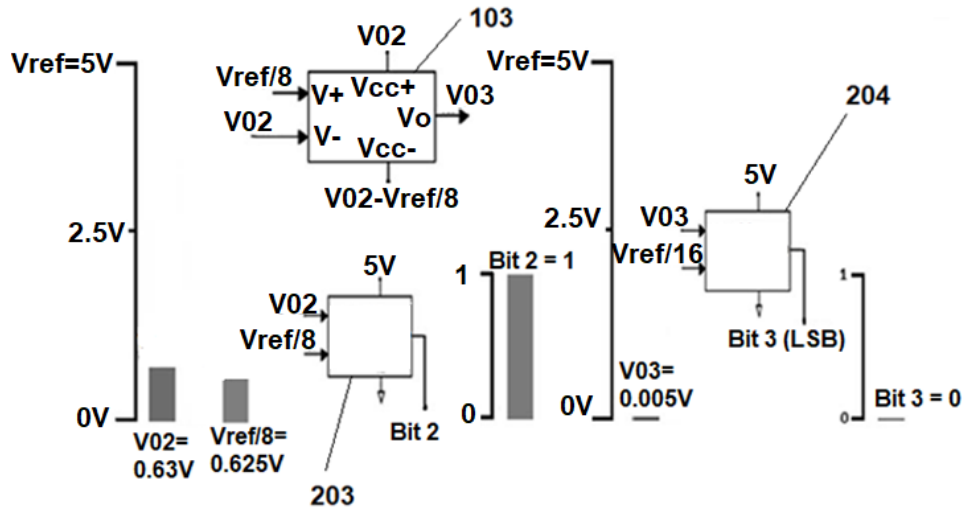 103
V02
Vref=5V
Vref/8
V+
Vcc+
V03
V02
V-
Vo
Vcc-
V02-Vref/8
2.5V
5V
V02
Vref/8
203
Bit 2
0V
V02=
0.63V
Vref/8=
0.625V
1
Bit 2 = 1
0
Vref=5V
2.5V
0V
V03=
0.005V
204
5V
V03
Vref/16
Bit 3 (LSB)
1
0
Bit 3 = 0